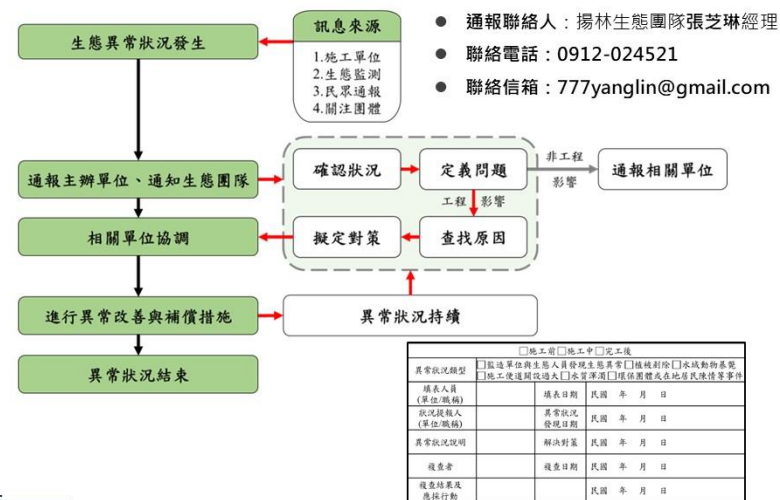 訊息來源
1.施工單位
2.生態監測
3.民眾通報
4.關注團體
● 通報聯絡人：揚林生態團隊張芝琳經理
● 聯絡電話：0912-024521
● 聯絡信箱：777yanglin@gmail.com
生態異常狀況發生
通報主辦單位、通知生態團隊
確認狀況
定義問題
非工程
影響
通報相關單位
工程
影響
相關單位協調
擬定對策
查找原因
進行異常改善與補償措施
異常狀況持續
異常狀況結束
□施工前□施工中□完工後
異常狀況類型
□監造單位與生態人員發現生態異常□植被剷除□水域動物暴斃
□施工便道開設過大□水質渾濁□環保團體或在地居民陳情等事件
填表人員
(單位/職稱)
填表日期
民國 年 月 日
狀況提報人
(單位/職稱)
異常狀況
發現日期
民國 年 月 日
異常狀況說明
解決對策
民國 年 月 日
複查者
複查日期
民國 年 月 日
複查結果及
應採行動
民國 年 月 日